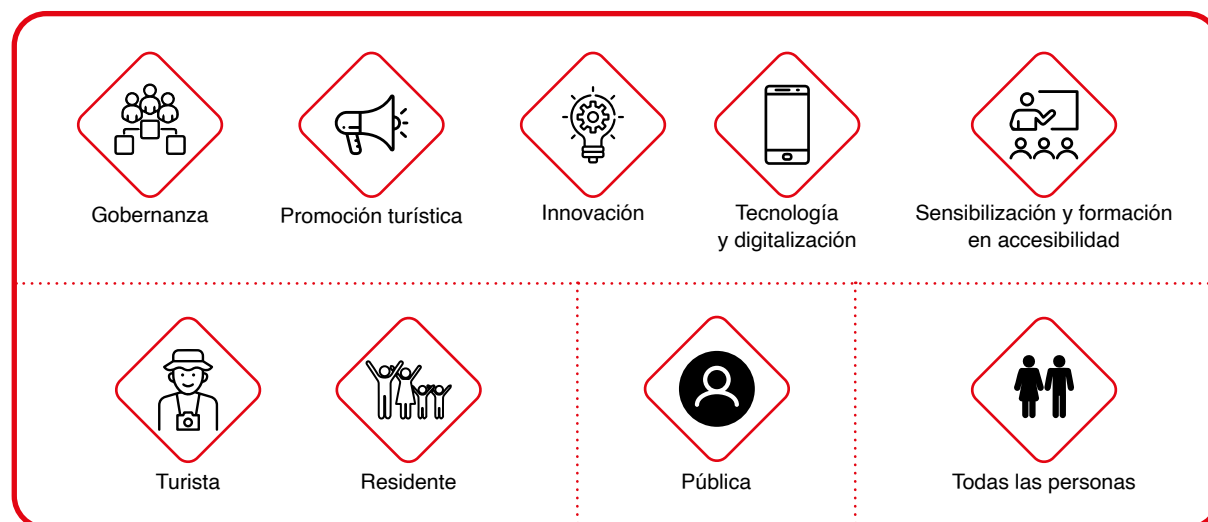 Gobernanza
Promoción turística
Innovación
Tecnología
y digitalización
Sensibilización y formación
en accesibilidad
Turista
Residente
Pública
Todas las personas